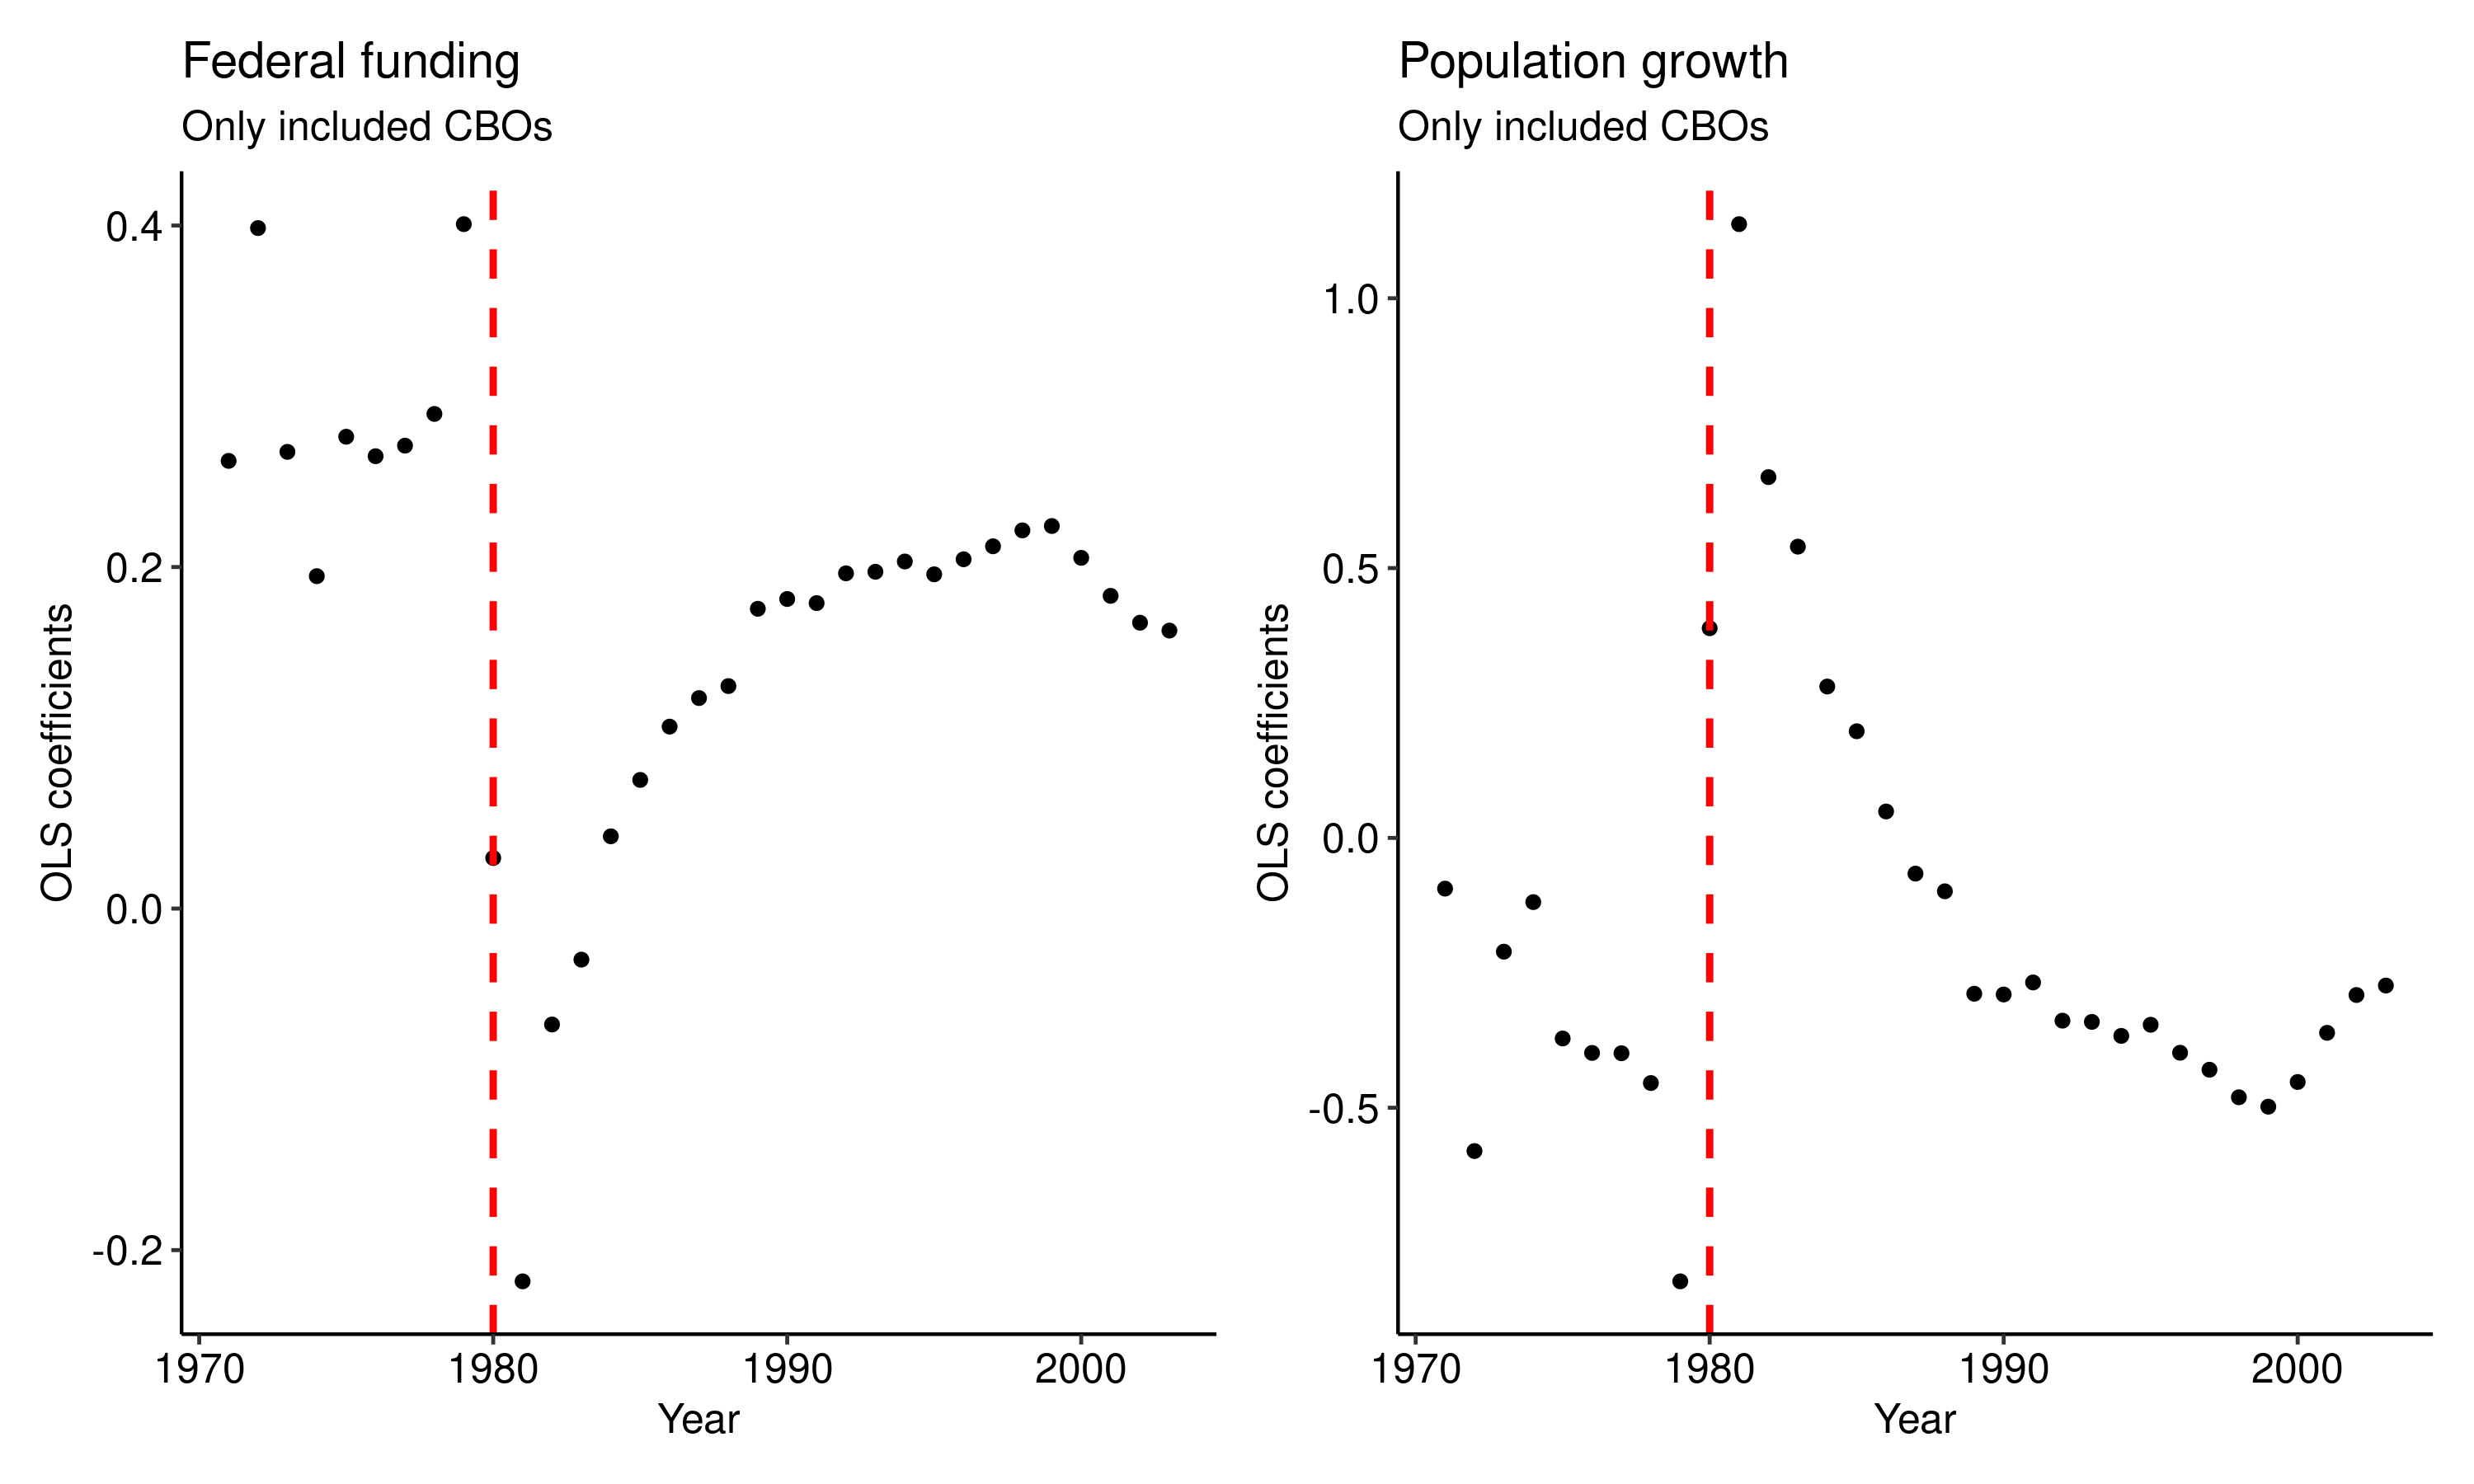 Federal funding
Only included CBOs
OLS coefficients
0.4
0.2
0.0
-0.2
1970 1980 1990 2000
Year
Population growth
Only included CBOs
OLS coefficients
1.0
0.5
0.0
-0.5
1970 1980 1990 2000
Year